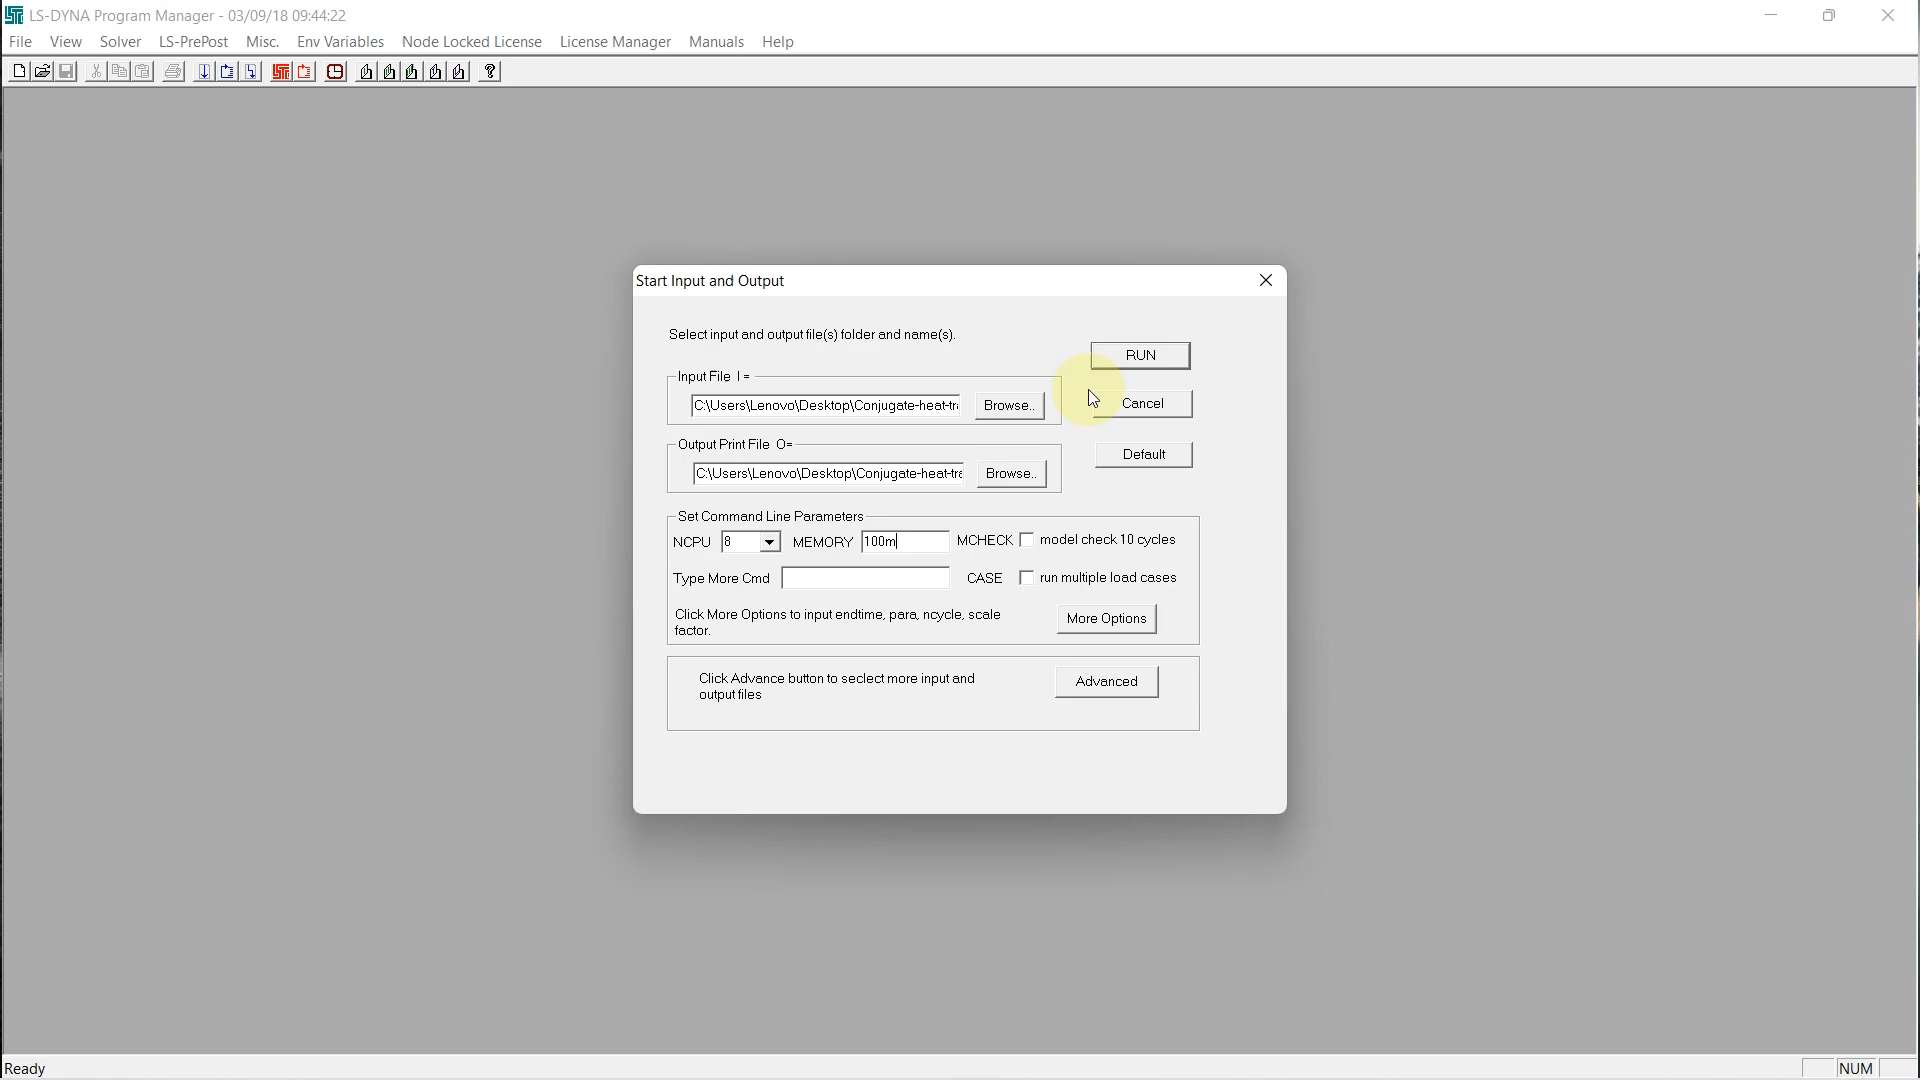 LS-DYNA Program Manager - 03/09/18 09:44:22
File View Solver LS-PrePost Misc. Env Variables Node Locked License License Manager Manuals Help
Start Input and Output
Select input and output file(s) folder and name(s).
RUN
Input File I =
C:\Users\Lenovo\Desktop\Conjugate-heat-tra Browse.. Cancel
Output Print File O=
Default
C:\Users\Lenovo\Desktop\Conjugate-heat-tra Browse..
Set Command Line Parameters
NCPU 8 MEMORY 100m MCHECK model check 10 cycles
Type More Cmd CASE run multiple load cases
Click More Options to input endtime, para, ncycle, scale
factor.
More Options
Click Advance button to seclect more input and
output files
Advanced
Ready NUM